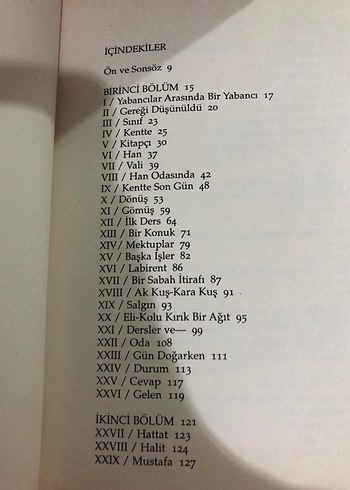 İÇİNDEKİLER
Ön ve Sonsöz 9
BİRİNCİ BÖLÜM 15
I / Yabancılar Arasında Bir Yabancı 17
II / Gereği Düşünüldü 20
III / Sınıf 23
IV / Kentte 25
V / Kitapçı 30
VI / Han 37
VII / Vali 39
VIII / Han Odasında 42
IX / Kentte Son Gün 48
X / Dönüş 53
XI / Gömüş 59
XII / İlk Ders 64
XIII / Bir Konuk 71
XIV/ Mektuplar 79
XV / Başka İşler 82
XVI / Labirent 86
XVII / Bir Sabah İtirafı 87
XVIII / Ak Kuş-Kara Kuş 91
XIX / Salgın 93
XX / Eli-Kolu Kırık Bir Ağıt 95
XXI / Dersler ve— 99
XXII / Oda 108
XXIII / Gün Doğarken 111
XXIV / Durum 113
XXV / Cevap 117
XXVI / Gelen 119
İKİNCİ BÖLÜM 121
XXVII / Hattat 123
XXVIII / Halit 124
XXIX / Mustafa 127